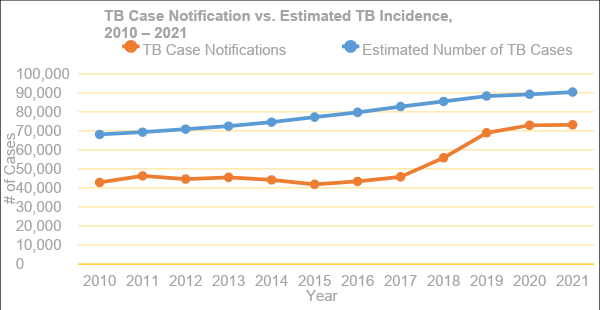 TB Case Notification vs. Estimated TB Incidence,
2010 – 2021
TB Case Notifications Estimated Number of TB Cases
100,000
90,000
80,000
70,000
60,000
50,000
40,000
30,000
20,000
10,000
0
# of Cases
2010 2011 2012 2013 2014 2015 2016 2017 2018 2019 2020 2021
Year